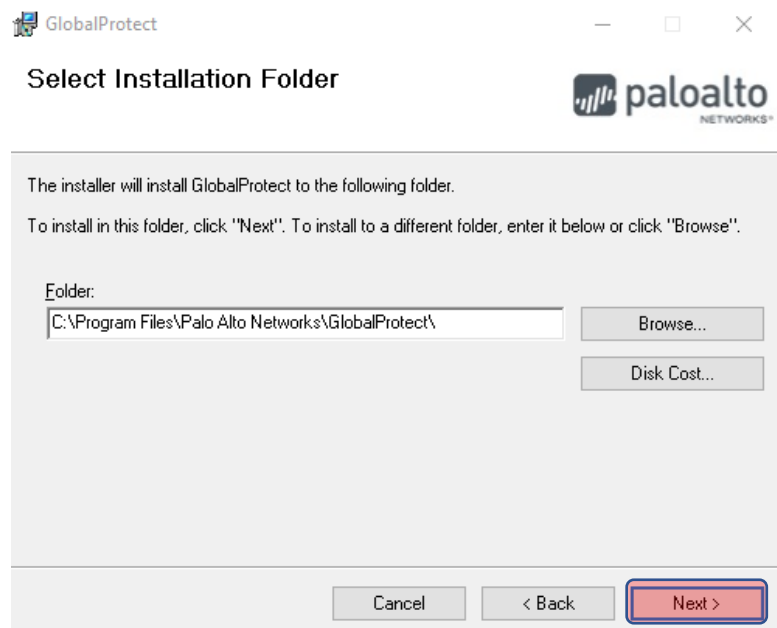 GlobalProtect
Select Installation Folder
paloalto
NETWORKS®
The installer will install GlobalProtect to the following folder.
To install in this folder, click "Next". To install to a different folder, enter it below or click "Browse".
Folder:
C:\Program Files\Palo Alto Networks\GlobalProtect\
Browse...
Disk Cost...
Cancel
< Back
Next >